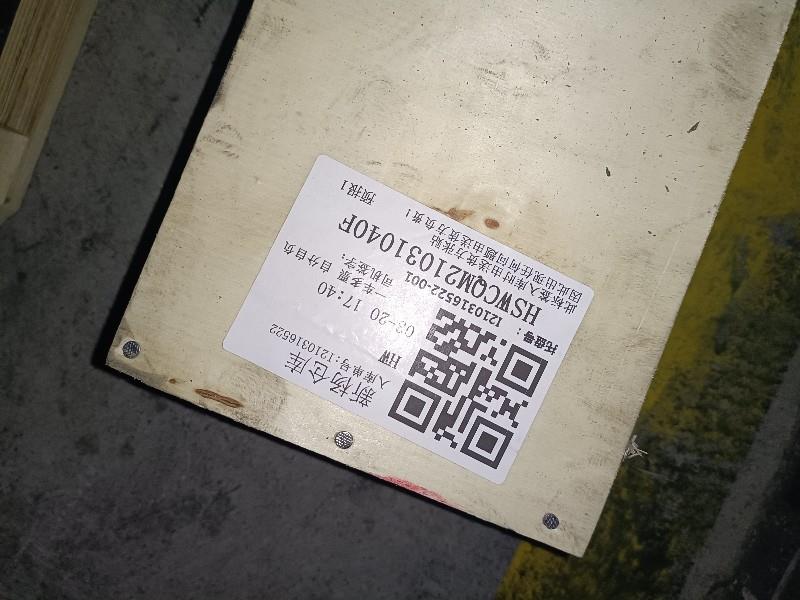 新杨仓库
入库单号:I210316522
HW
03-20 17:40
一车多票 自分自负
司机签字:
托盘号:
I210316522-001
HSWCQM21031040F
此标签入库时由送货方张贴
因此出现任何问题由送货方负责!
预报1